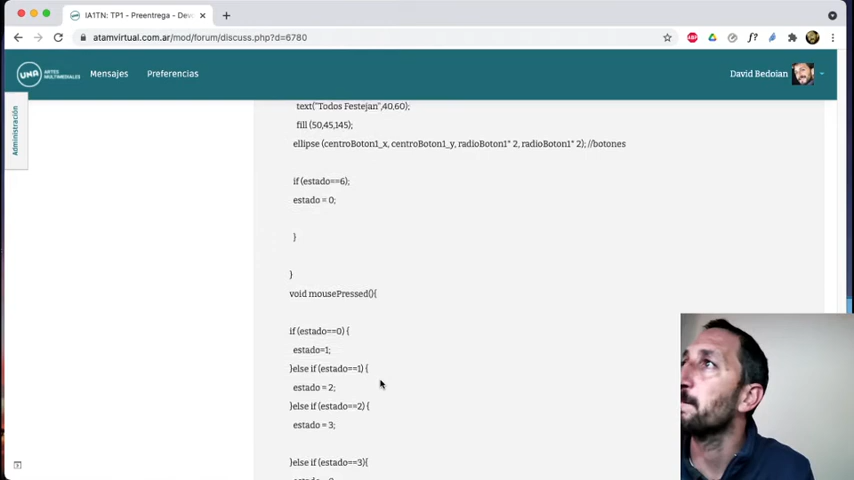 IA1TN: TP1 - Preentrega - Dev
atamvirtual.com.ar/mod/forum/discuss.php?d=6780
ABP
f?
UNA ARTES MULTIMEDIALES
Mensajes
Preferencias
David Bedoian
Administración
text("Todos Festejan",40,60);
fill (50,45,145);
ellipse (centroBoton1_x, centroBoton1_y, radioBoton1* 2, radioBoton1* 2); //botones
if (estado==6);
estado = 0;
}
}
void mousePressed(){
if (estado==0) {
estado=1;
}else if (estado==1) {
estado = 2;
}else if (estado==2) {
estado = 3;
}else if (estado==3){